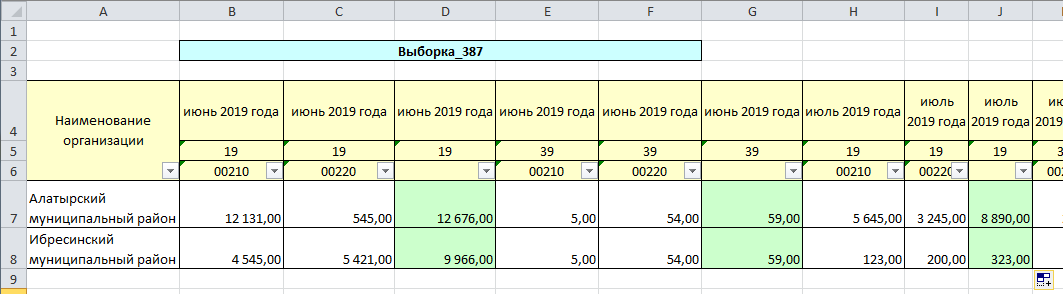 A B C D E F G H I J
1
2 Выборка_387
3
4 Наименование организации июнь 2019 года июнь 2019 года июнь 2019 года июнь 2019 года июнь 2019 года июнь 2019 года июнь 2019 года июль 2019 года июль 2019 года
5 19 19 19 39 39 39 19 19 19
6 00210 00220 00210 00220 00210 00220
7 Алатырский муниципальный район 12 131,00 545,00 12 676,00 5,00 54,00 59,00 5 645,00 3 245,00 8 890,00
8 Ибресинский муниципальный район 4 545,00 5 421,00 9 966,00 5,00 54,00 59,00 123,00 200,00 323,00
9